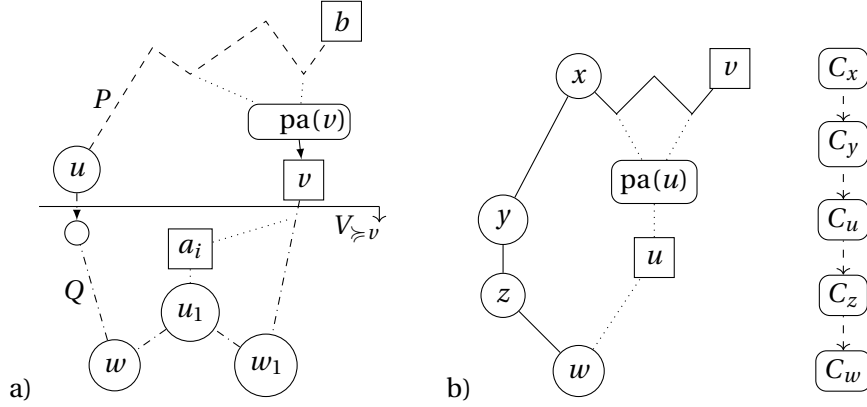 b
P
pa(v)
u
v
V≽v
a_i
Q
u_1
w
w_1
a)
x
v
pa(u)
y
u
z
w
b)
C_x
C_y
C_u
C_z
C_w